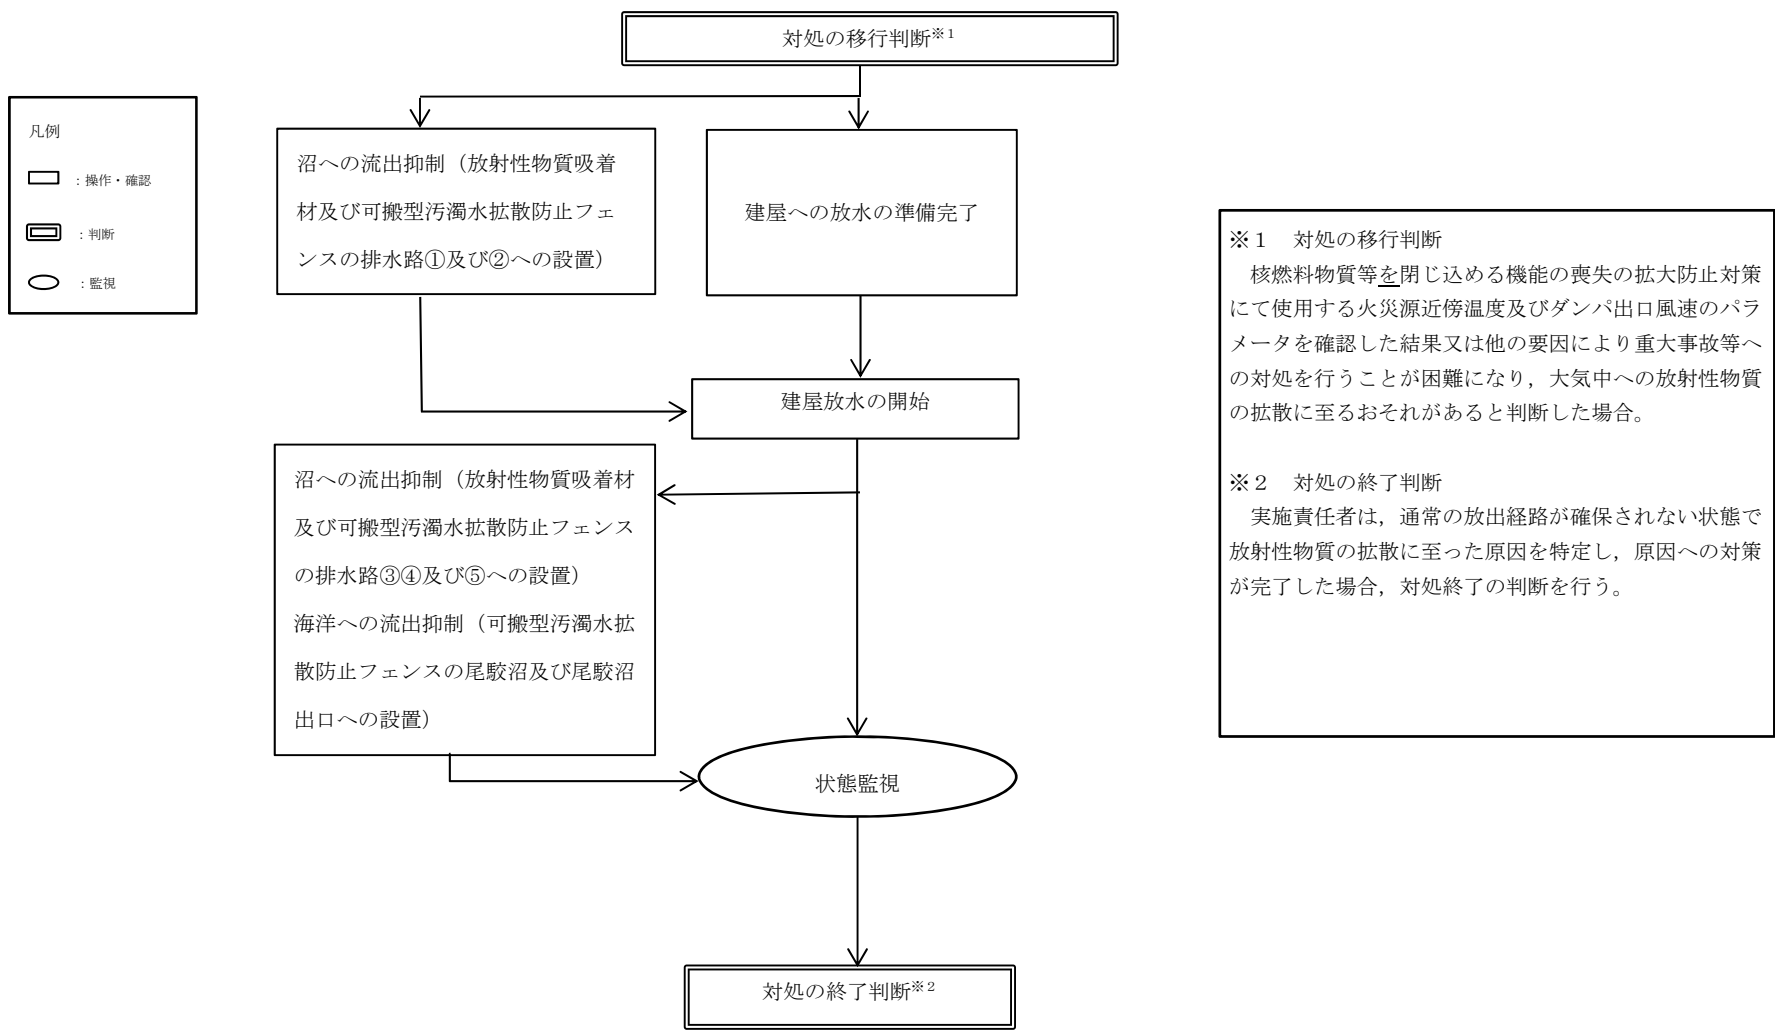 対処の移行判断※1
凡例
：操作・確認
：判断
：監視
沼への流出抑制（放射性物質吸着
材及び可搬型汚濁水拡散防止フェ
ンスの排水路①及び②への設置）
建屋への放水の準備完了
建屋放水の開始
沼への流出抑制（放射性物質吸着材
及び可搬型汚濁水拡散防止フェンス
の排水路③④及び⑤への設置）
海洋への流出抑制（可搬型汚濁水拡
散防止フェンスの尾駮沼及び尾駮沼
出口への設置）
状態監視
対処の終了判断※2
※１　対処の移行判断
核燃料物質等を閉じ込める機能の喪失の拡大防止対策
にて使用する火災源近傍温度及びダンパ出口風速のパラ
メータを確認した結果又は他の要因により重大事故等へ
の対処を行うことが困難になり，大気中への放射性物質
の拡散に至るおそれがあると判断した場合。
※２　対処の終了判断
実施責任者は，通常の放出経路が確保されない状態で
放射性物質の拡散に至った原因を特定し，原因への対策
が完了した場合，対処終了の判断を行う。